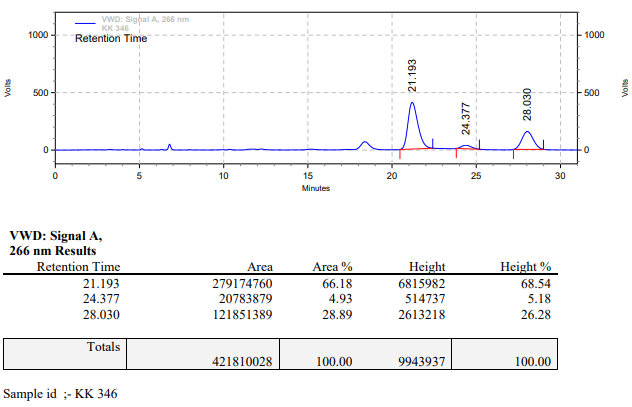 VWD: Signal A, 266 nm
KK 346
Retention Time
1000
500
0
Volts
21.193
24.377
28.030
1000
500
0
Volts
0 5 10 15 20 25 30
Minutes
VWD: Signal A,
266 nm Results
Retention Time Area Area % Height Height %
21.193 279174760 66.18 6815982 68.54
24.377 20783879 4.93 514737 5.18
28.030 121851389 28.89 2613218 26.28
Totals
421810028 100.00 9943937 100.00
Sample id ;- KK 346